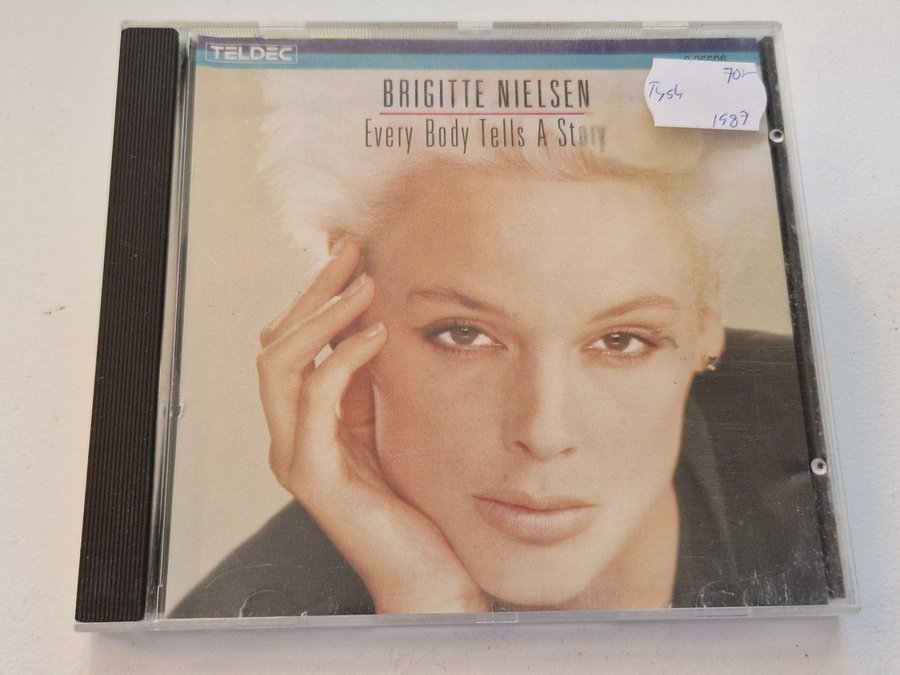 TELDEC
BRIGITTE NIELSEN
Every Body Tells A Story
70:-
Tysk
1987